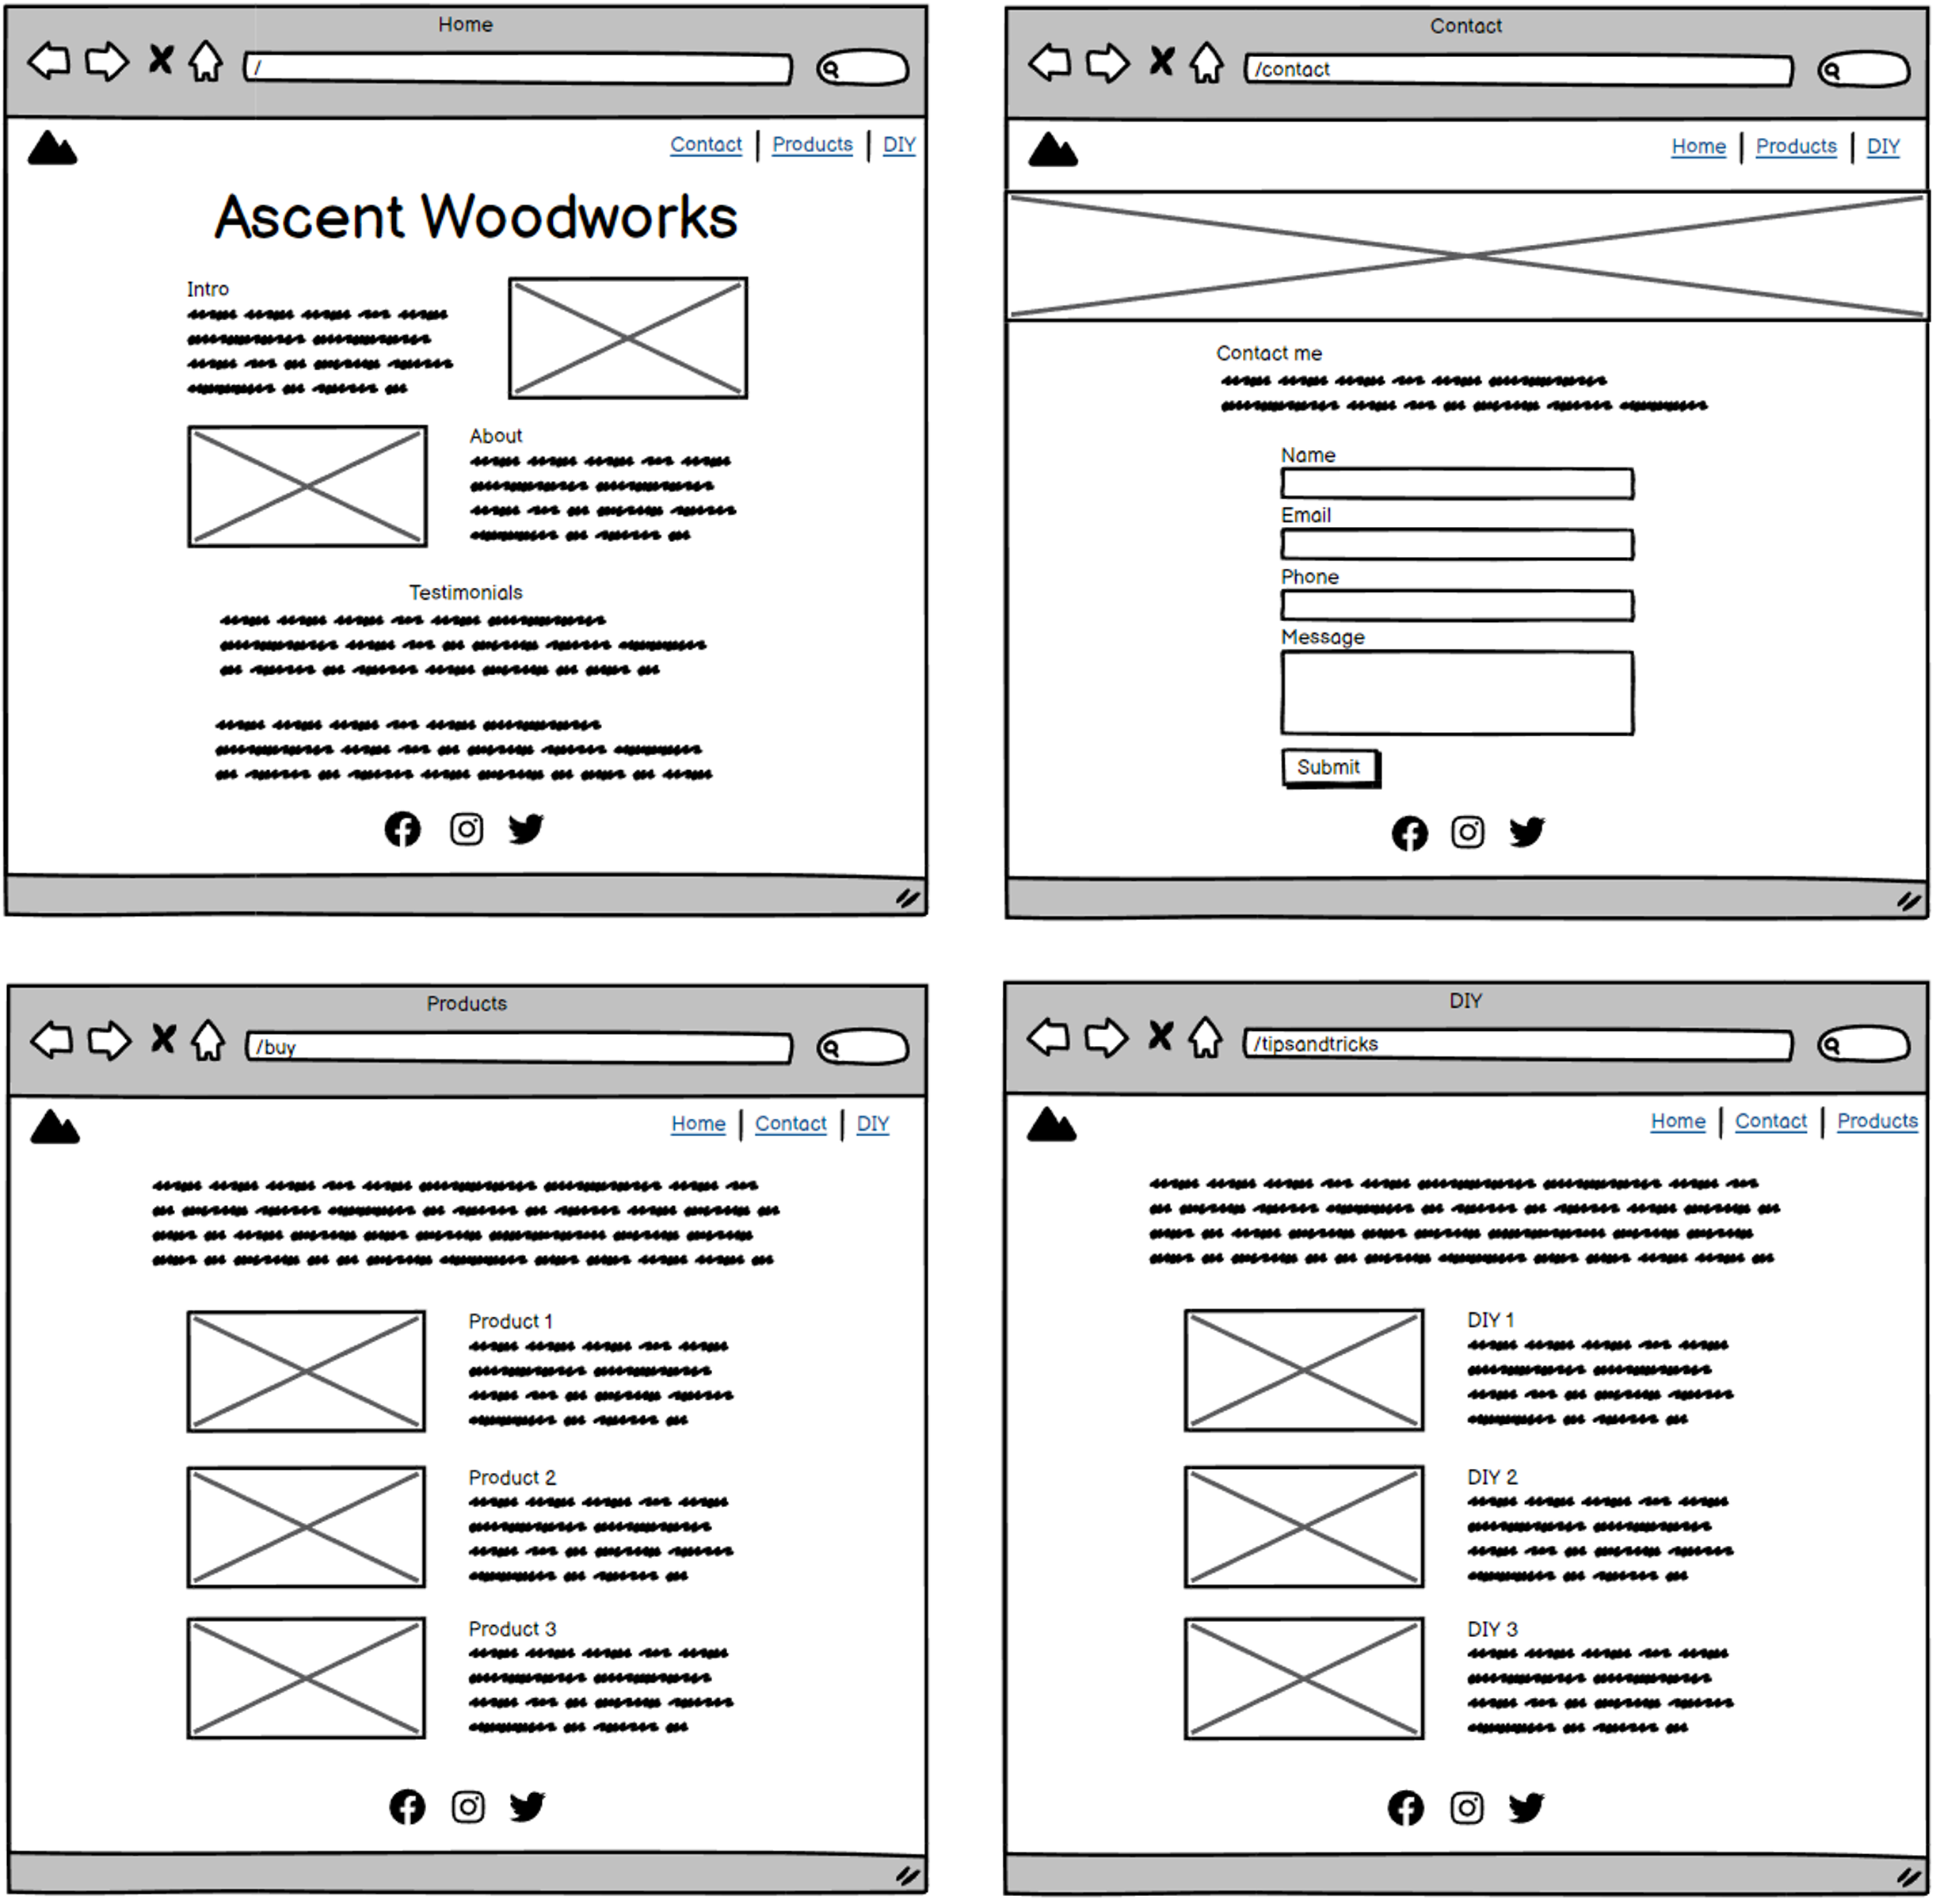 Home
/
Contact | Products | DIY
Ascent Woodworks
Intro
About
Testimonials
Contact
/contact
Home | Products | DIY
Contact me
Name
Email
Phone
Message
Submit
Products
/buy
Home | Contact | DIY
Product 1
Product 2
Product 3
DIY
/tipsandtricks
Home | Contact | Products
DIY 1
DIY 2
DIY 3